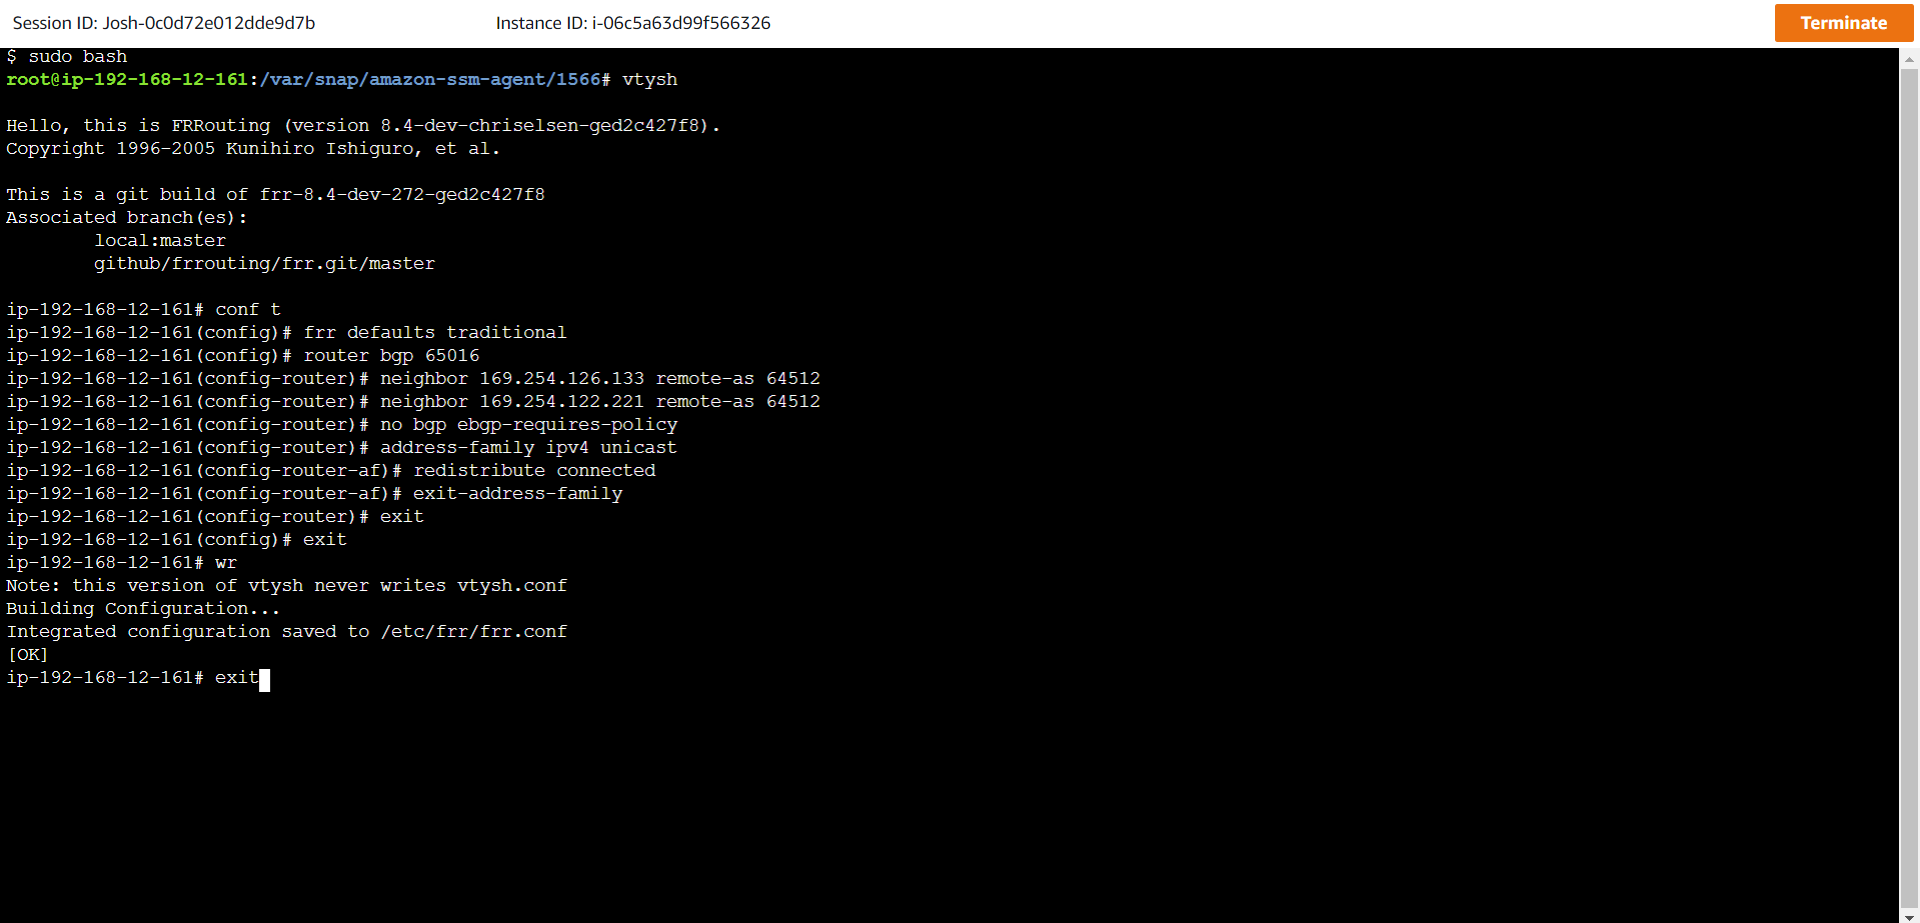 Session ID: Josh-0c0d72e012dde9d7b Instance ID: i-06c5a63d99f566326 Terminate
$ sudo bash
root@ip-192-168-12-161:/var/snap/amazon-ssm-agent/1566# vtysh
Hello, this is FRRouting (version 8.4-dev-chriselsen-ged2c427f8).
Copyright 1996-2005 Kunihiro Ishiguro, et al.
This is a git build of frr-8.4-dev-272-ged2c427f8
Associated branch(es):
local:master
github/frrouting/frr.git/master
ip-192-168-12-161# conf t
ip-192-168-12-161(config)# frr defaults traditional
ip-192-168-12-161(config)# router bgp 65016
ip-192-168-12-161(config-router)# neighbor 169.254.126.133 remote-as 64512
ip-192-168-12-161(config-router)# neighbor 169.254.122.221 remote-as 64512
ip-192-168-12-161(config-router)# no bgp ebgp-requires-policy
ip-192-168-12-161(config-router)# address-family ipv4 unicast
ip-192-168-12-161(config-router-af)# redistribute connected
ip-192-168-12-161(config-router-af)# exit-address-family
ip-192-168-12-161(config-router)# exit
ip-192-168-12-161(config)# exit
ip-192-168-12-161# wr
Note: this version of vtysh never writes vtysh.conf
Building Configuration...
Integrated configuration saved to /etc/frr/frr.conf
[OK]
ip-192-168-12-161# exit